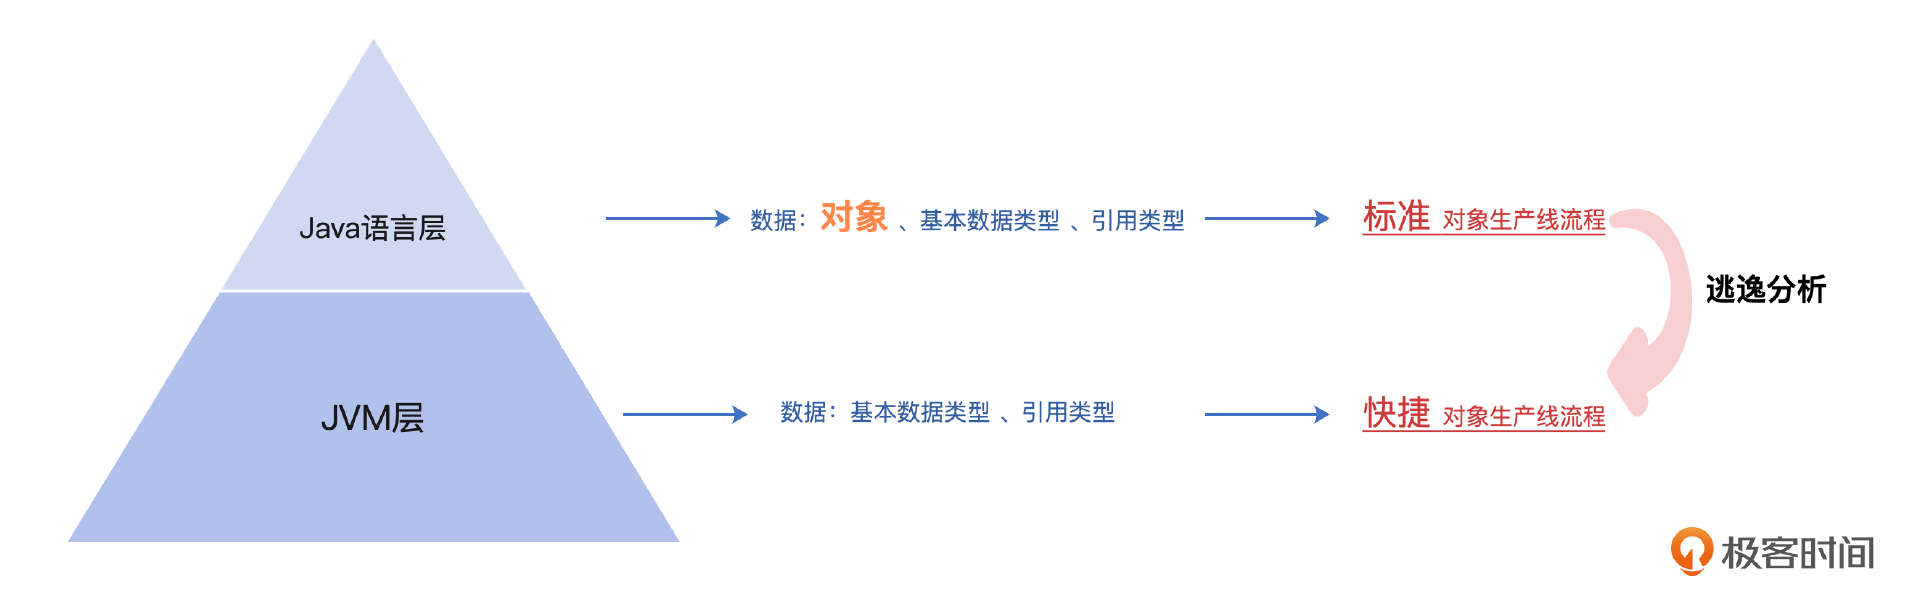 Java语言层
数据：对象 、基本数据类型 、引用类型
标准 对象生产线流程
逃逸分析
JVM层
数据：基本数据类型 、引用类型
快捷 对象生产线流程
极客时间